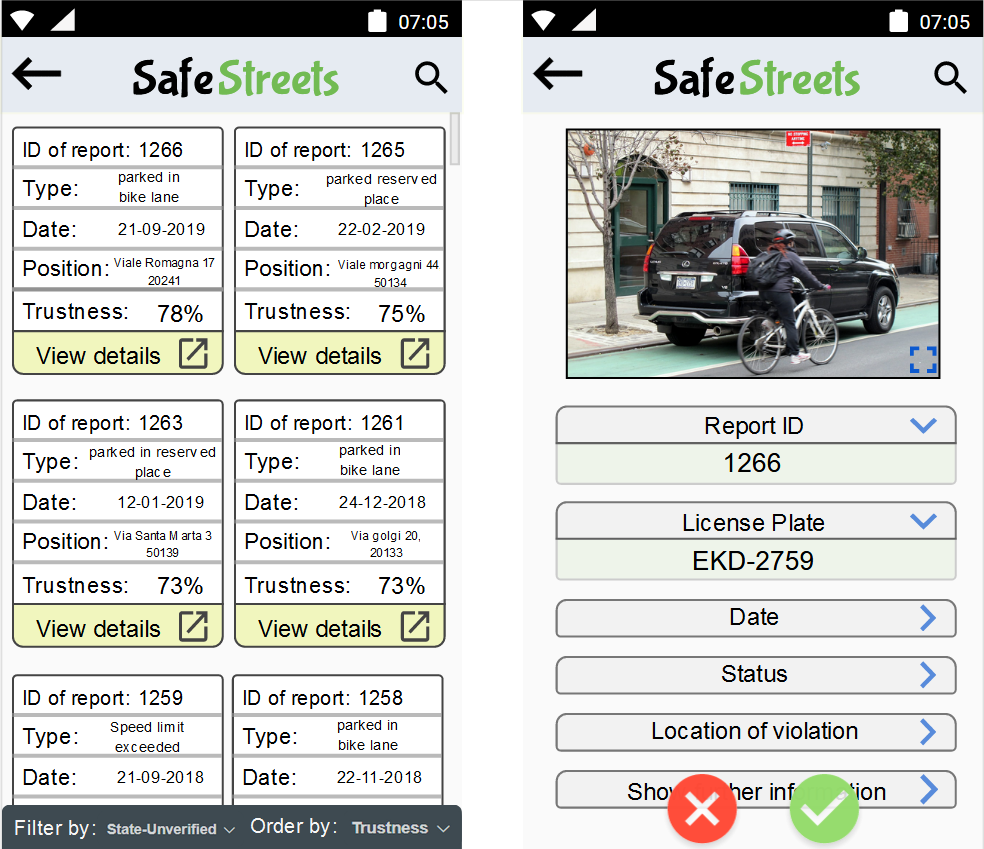 07:05
SafeStreets
ID of report: 1266
Type: parked in
bike lane
Date: 21-09-2019
Position: Viale Romagna 17
20241
Trustness: 78%
View details
ID of report: 1265
Type: parked reserved
place
Date: 22-02-2019
Position: Viale morgagni 44
50134
Trustness: 75%
View details
ID of report: 1263
Type: parked in reserved
place
Date: 12-01-2019
Position: Via Santa Marta 3
50139
Trustness: 73%
View details
ID of report: 1261
Type: parked in
bike lane
Date: 24-12-2018
Position: Via golgi 20,
20133
Trustness: 73%
View details
ID of report: 1259
Type: Speed limit
exceeded
Date: 21-09-2018
ID of report: 1258
Type: parked in
bike lane
Date: 22-11-2018
Filter by: State-Unverified
Order by: Trustness
07:05
SafeStreets
NO STOPPING
ANYTIME
Report ID
1266
License Plate
EKD-2759
Date
Status
Location of violation